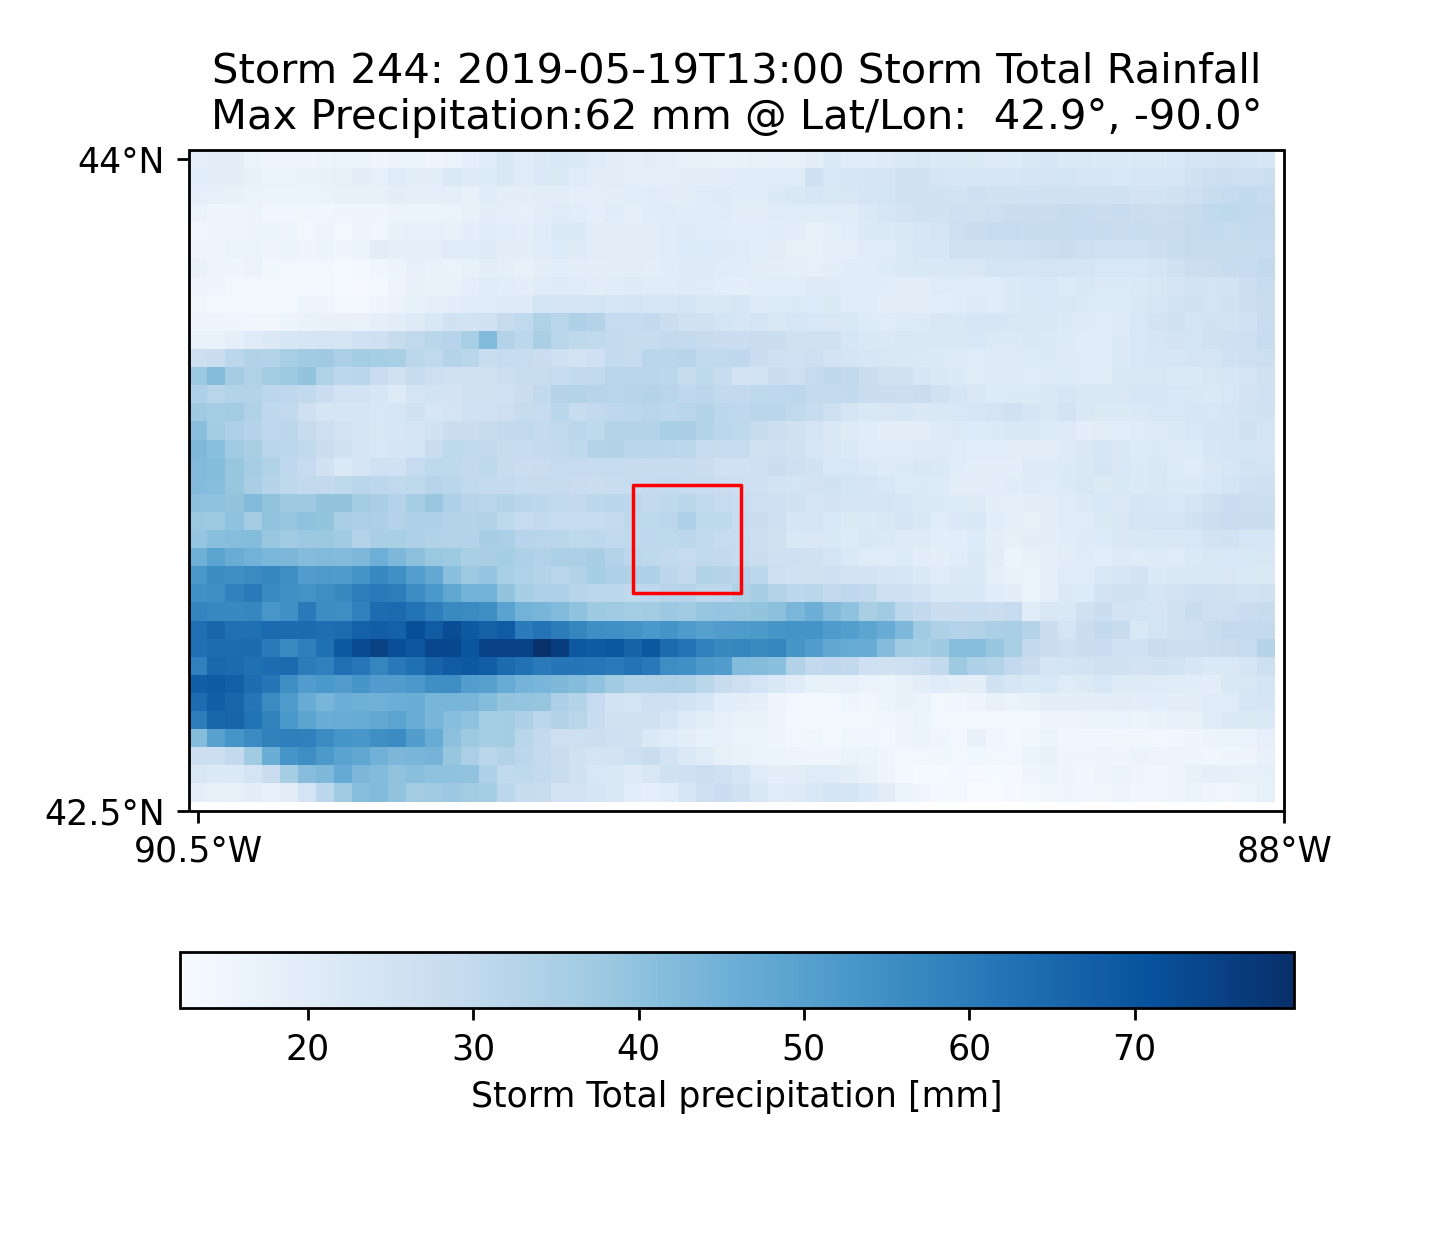 Storm 244: 2019-05-19T13:00 Storm Total Rainfall
Max Precipitation:62 mm @ Lat/Lon:  42.9°, -90.0°
44°N
42.5°N
90.5°W 88°W
20 30 40 50 60 70
Storm Total precipitation [mm]